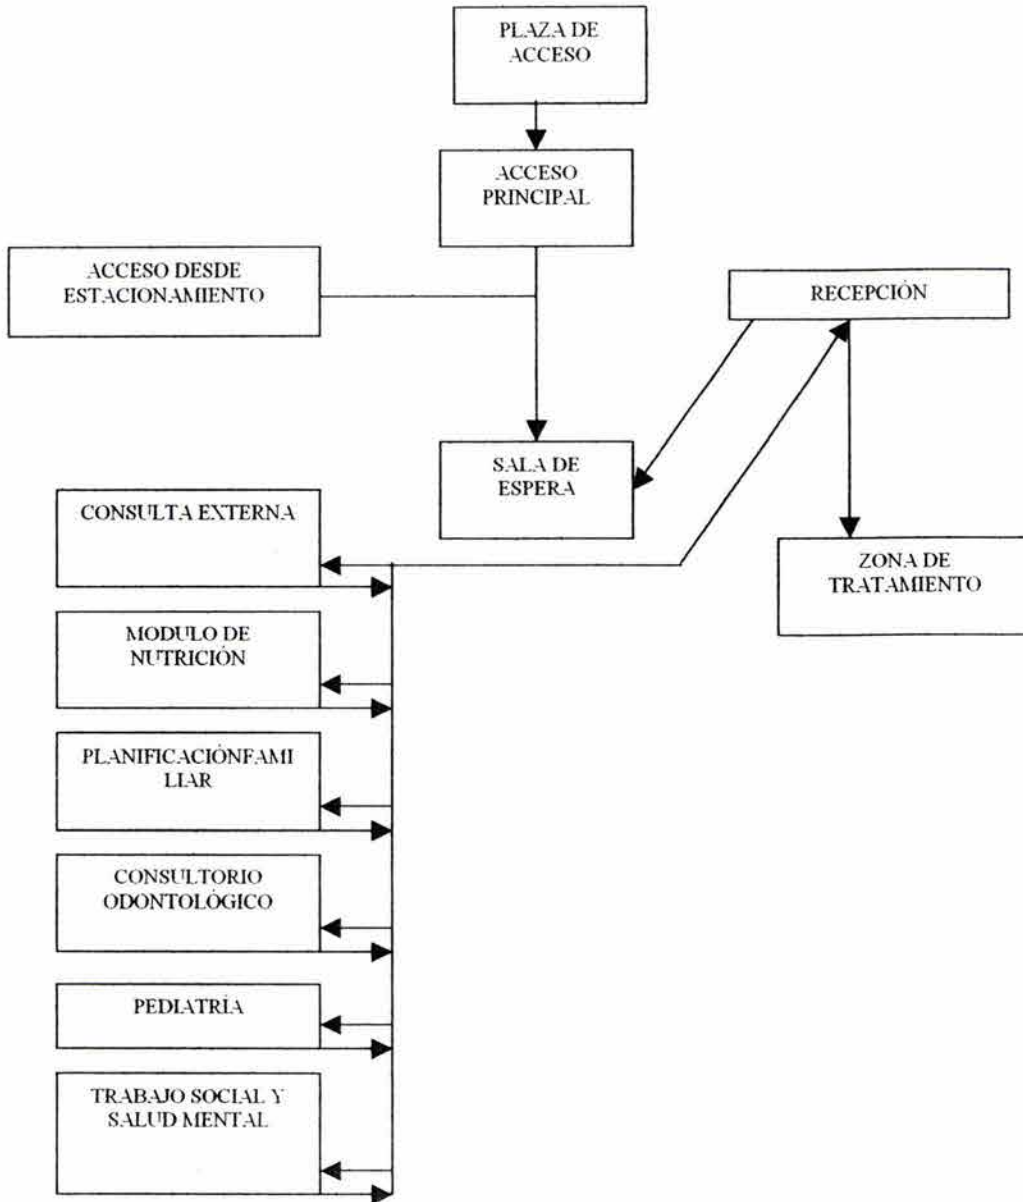 PLAZA DE
ACCESO
ACCESO
PRINCIPAL
ACCESO DESDE
ESTACIONAMIENTO
RECEPCIÓN
SALA DE
ESPERA
CONSULTA EXTERNA
ZONA DE
TRATAMIENTO
MODULO DE
NUTRICIÓN
PLANIFICACIÓNFAMI
LIAR
CONSULTORIO
ODONTOLÓGICO
PEDIATRÍA
TRABAJO SOCIAL Y
SALUD MENTAL